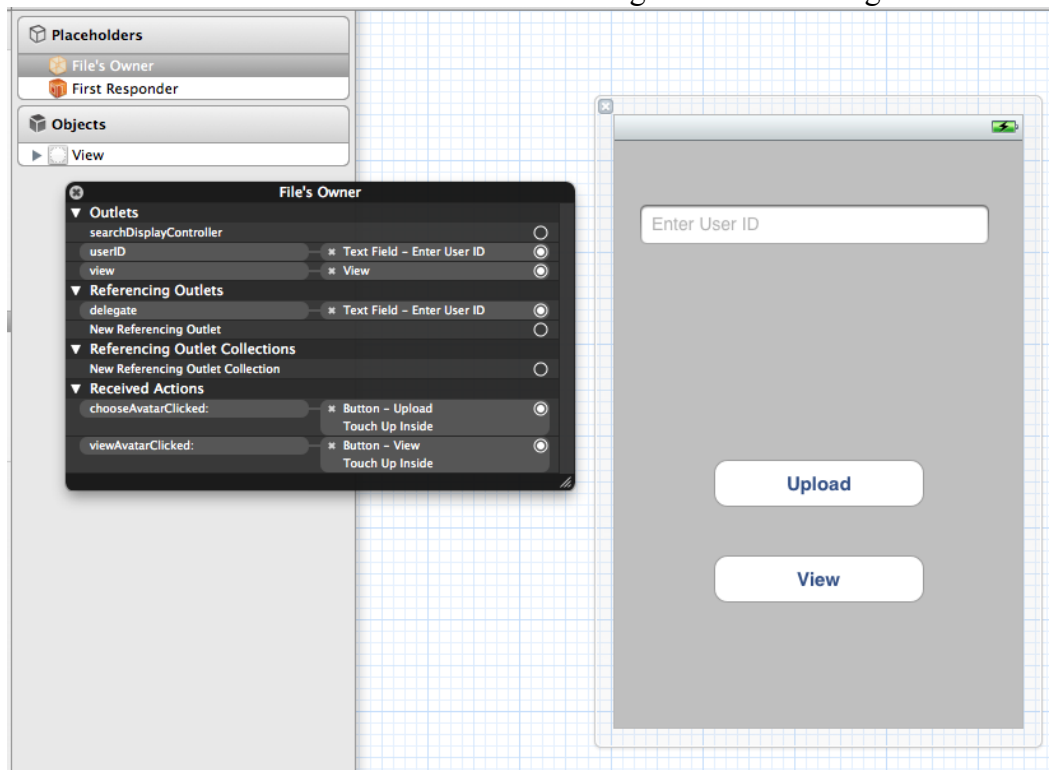 Placeholders
File's Owner
First Responder
Objects
View
File's Owner
Outlets
searchDisplayController
userID Text Field – Enter User ID
view View
Referencing Outlets
delegate Text Field – Enter User ID
New Referencing Outlet
Referencing Outlet Collections
New Referencing Outlet Collection
Received Actions
chooseAvatarClicked: Button – Upload
Touch Up Inside
viewAvatarClicked: Button – View
Touch Up Inside
Enter User ID
Upload
View